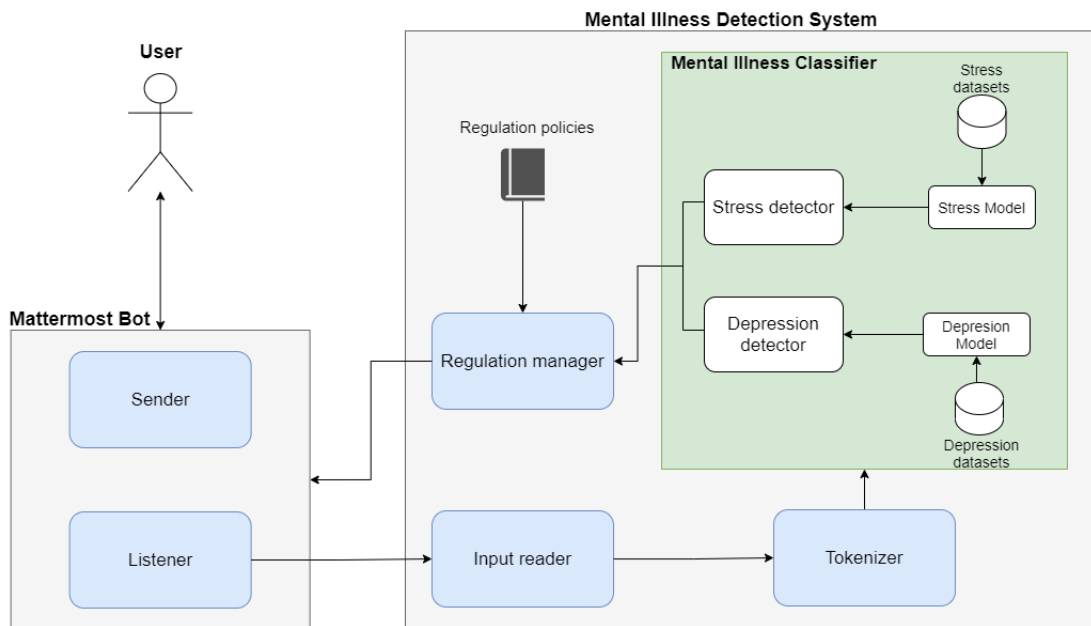 Mental Illness Detection System
User
Mental Illness Classifier
Stress
datasets
Regulation policies
Stress detector
Stress Model
Mattermost Bot
Depression
detector
Depresion
Model
Regulation manager
Sender
Depression
datasets
Listener
Input reader
Tokenizer